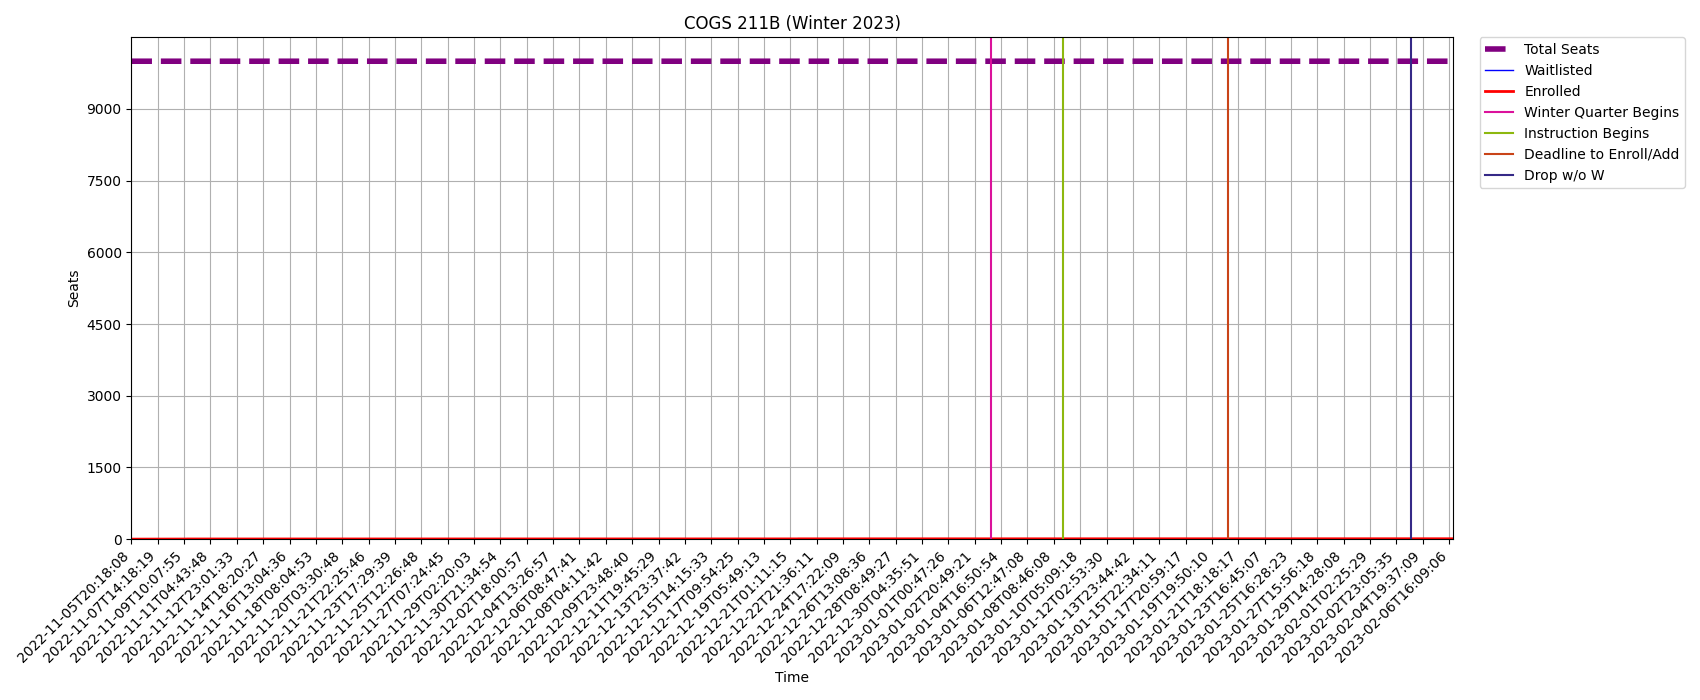 COGS 211B (Winter 2023)
Total Seats
Waitlisted
Enrolled
Winter Quarter Begins
Instruction Begins
Deadline to Enroll/Add
Drop w/o W
Seats
9000
7500
6000
4500
3000
1500
0
2022-11-05T20:18:08
2022-11-07T14:18:19
2022-11-09T10:07:55
2022-11-11T04:43:48
2022-11-12T23:01:33
2022-11-14T18:20:27
2022-11-16T13:04:36
2022-11-18T08:04:53
2022-11-20T03:30:48
2022-11-21T22:25:46
2022-11-23T17:29:39
2022-11-25T12:26:48
2022-11-27T07:24:45
2022-11-29T02:20:03
2022-11-30T21:34:54
2022-12-02T18:00:57
2022-12-04T13:26:57
2022-12-06T08:47:41
2022-12-08T04:11:42
2022-12-09T23:48:40
2022-12-11T19:45:29
2022-12-13T23:37:42
2022-12-15T14:15:33
2022-12-17T09:54:25
2022-12-19T05:49:13
2022-12-21T01:11:15
2022-12-22T21:36:11
2022-12-24T17:22:09
2022-12-26T13:08:36
2022-12-28T08:49:27
2022-12-30T04:35:51
2023-01-01T00:47:26
2023-01-02T20:49:21
2023-01-04T16:50:54
2023-01-06T12:47:08
2023-01-08T08:46:08
2023-01-10T05:09:18
2023-01-12T02:53:30
2023-01-13T23:44:42
2023-01-15T22:34:11
2023-01-17T20:59:17
2023-01-19T19:50:10
2023-01-21T18:18:17
2023-01-23T16:45:07
2023-01-25T16:28:23
2023-01-27T15:56:18
2023-01-29T14:28:08
2023-02-01T02:25:29
2023-02-02T23:05:35
2023-02-04T19:37:09
2023-02-06T16:09:06
Time